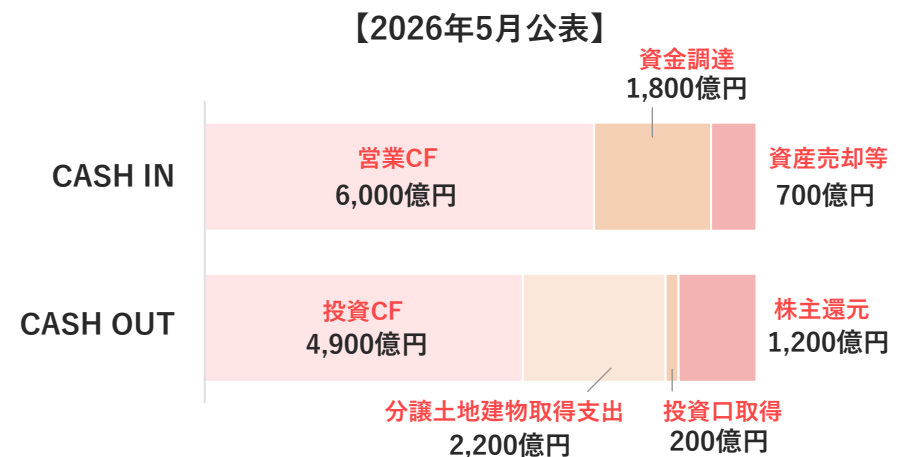 【2026年5月公表】
資金調達
1,800億円
CASH IN
営業CF
6,000億円
資産売却等
700億円
CASH OUT
投資CF
4,900億円
株主還元
1,200億円
分譲土地建物取得支出
2,200億円
投資口取得
200億円